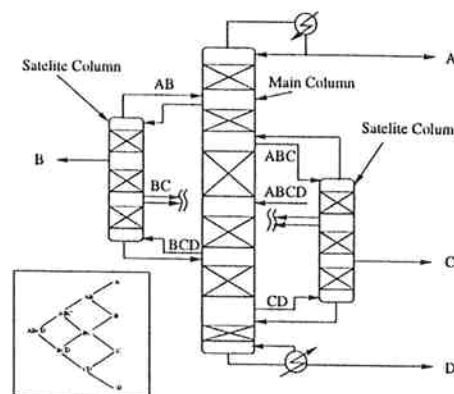 A
Satelite Column
AB
Main Column
Satelite Colum
ABC
B
BC
ABCD
BCD
C
CD
D
A
B
C
D